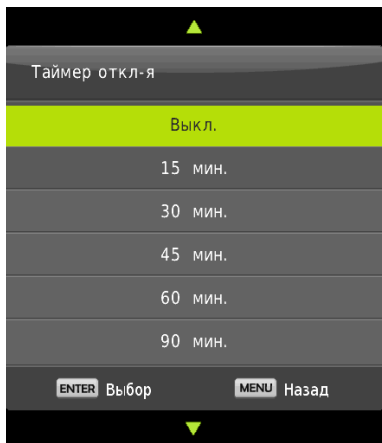 Таймер откл-я
Выкл.
15 мин.
30 мин.
45 мин.
60 мин.
90 мин.
ENTER Выбор MENU Назад